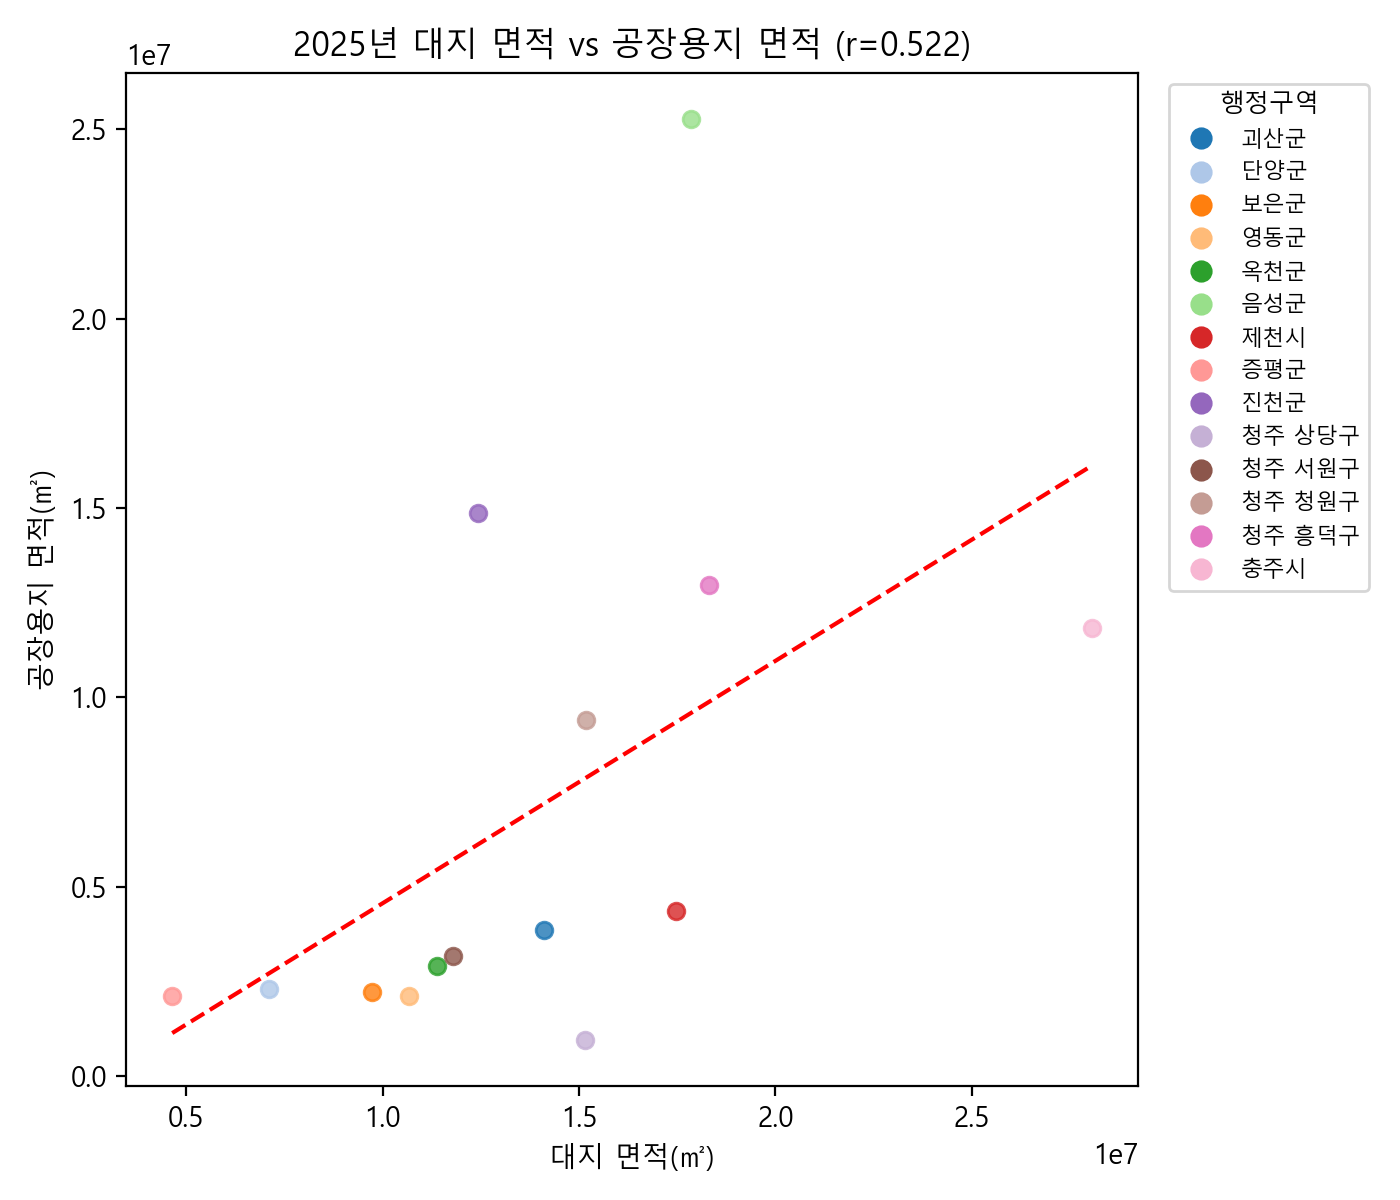 2025년 대지 면적 vs 공장용지 면적 (r=0.522)
1e7
2.5
2.0
1.5
1.0
0.5
0.0
공장용지 면적(㎡)
0.5 1.0 1.5 2.0 2.5
1e7
대지 면적(㎡)
행정구역
괴산군
단양군
보은군
영동군
옥천군
음성군
제천시
증평군
진천군
청주 상당구
청주 서원구
청주 청원구
청주 흥덕구
충주시